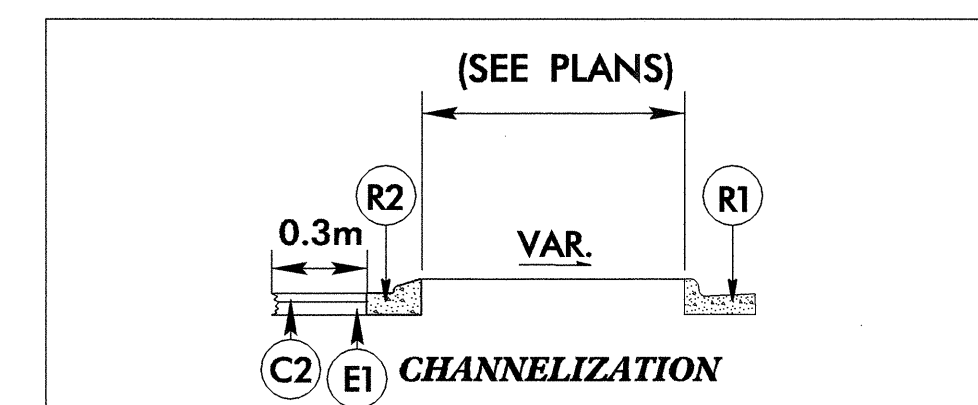 (SEE PLANS)
R2
R1
0.3m
VAR.
C2
E1
CHANNELIZATION